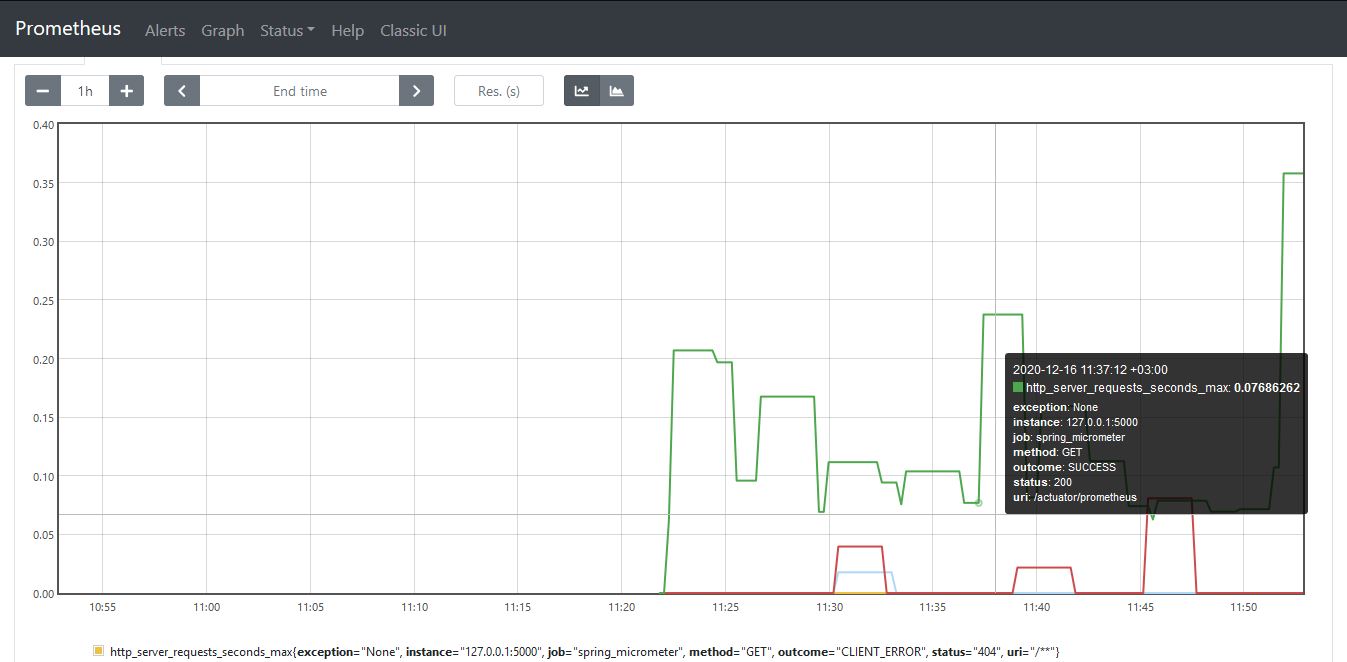 Prometheus Alerts Graph Status Help Classic UI
1h End time Res. (s)
0.40
0.35
0.30
0.25
0.20
0.15
0.10
0.05
0.00
2020-12-16 11:37:12 +03:00
http_server_requests_seconds_max: 0.07686262
exception: None
instance: 127.0.0.1:5000
job: spring_micrometer
method: GET
outcome: SUCCESS
status: 200
uri: /actuator/prometheus
10:55 11:00 11:05 11:10 11:15 11:20 11:25 11:30 11:35 11:40 11:45 11:50
http_server_requests_seconds_max{exception="None", instance="127.0.0.1:5000", job="spring_micrometer", method="GET", outcome="CLIENT_ERROR", status="404", uri="/**"}